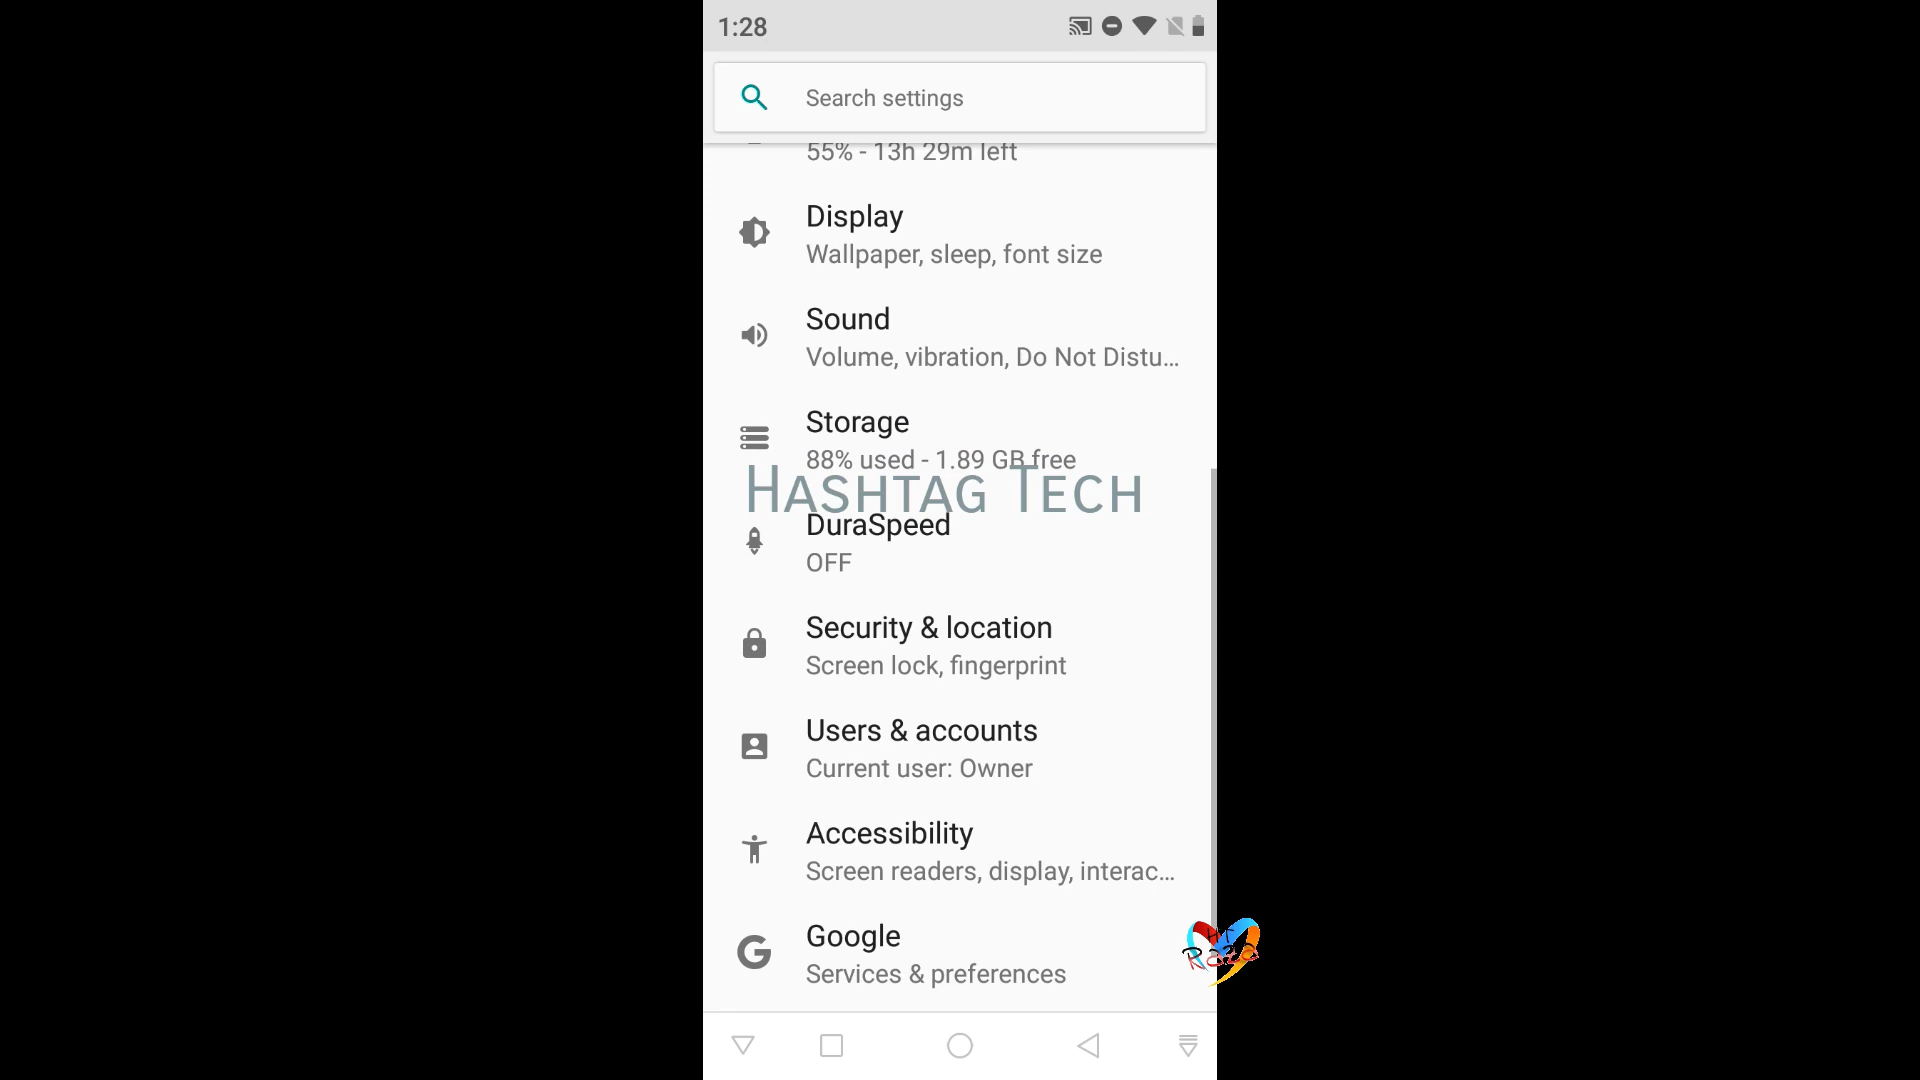 1:28
Search settings
55% - 13h 29m left
Display
Wallpaper, sleep, font size
Sound
Volume, vibration, Do Not Distu...
Storage
88% used - 1.89 GB free
HASHTAG TECH
DuraSpeed
OFF
Security & location
Screen lock, fingerprint
Users & accounts
Current user: Owner
Accessibility
Screen readers, display, interac...
Google
Services & preferences